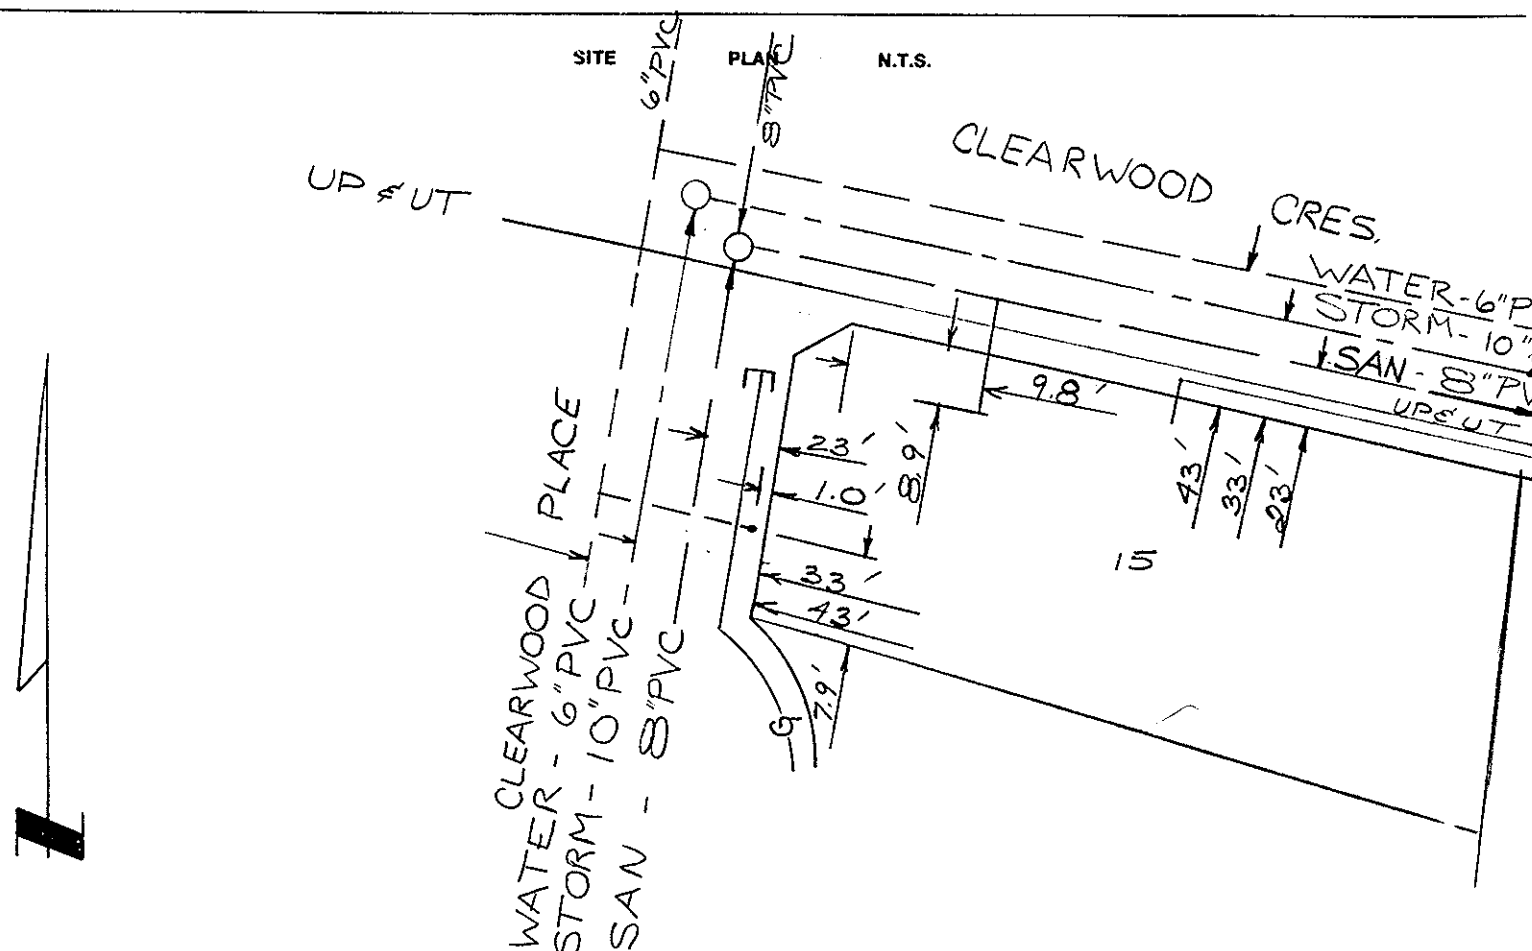 SITE PLAN N.T.S.
6"PVC
8"PVC
UP & UT
CLEARWOOD CRES.
WATER-6"P
STORM-10"
SAN-8"PV
UP&UT
9.8'
8.9'
23'
1.0'
33'
43'
7.9'
43'
33'
23'
15
G
CLEARWOOD PLACE
WATER - 6"PVC
STORM - 10"PVC
SAN - 8"PVC